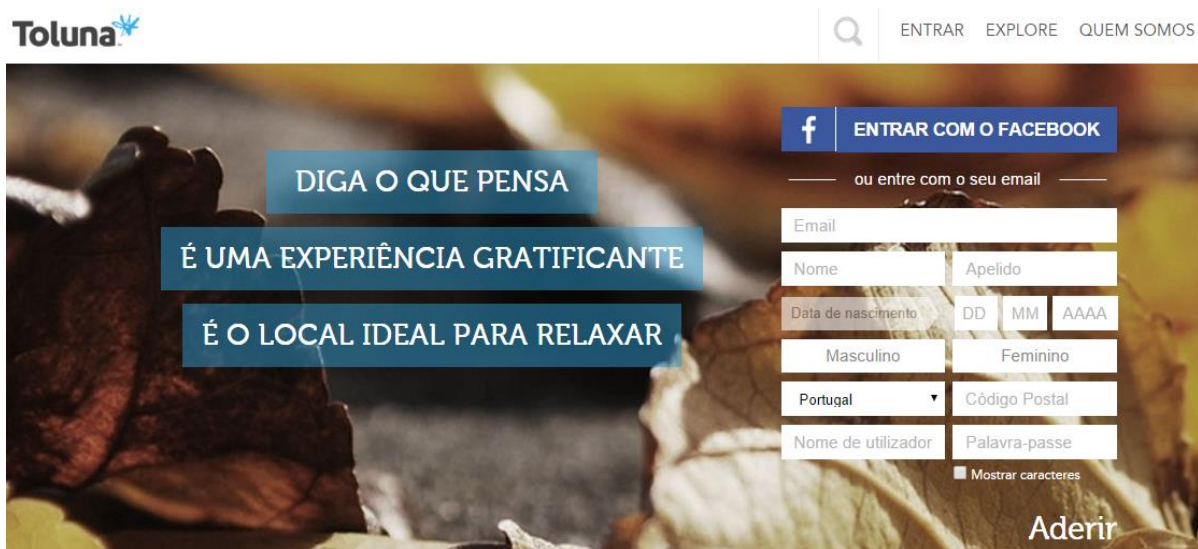 Toluna
ENTRAR EXPLORE QUEM SOMOS
DIGA O QUE PENSA
É UMA EXPERIÊNCIA GRATIFICANTE
É O LOCAL IDEAL PARA RELAXAR
f ENTRAR COM O FACEBOOK
ou entre com o seu email
Email
Nome Apelido
Data de nascimento DD MM AAAA
Masculino Feminino
Portugal Código Postal
Nome de utilizador Palavra-passe
Mostrar caracteres
Aderir